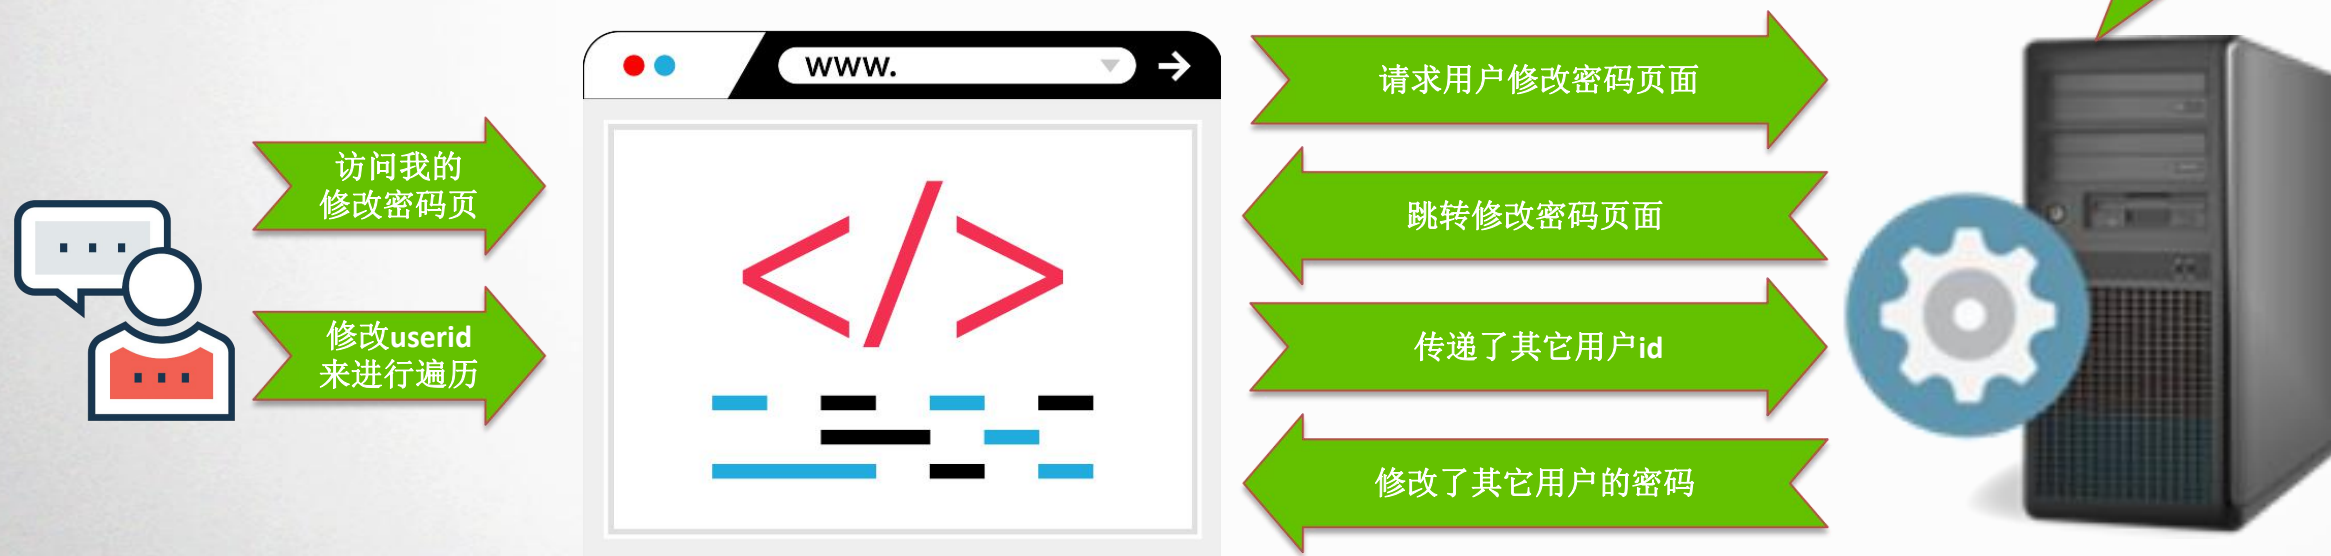 www.
请求用户修改密码页面
访问我的
修改密码页
跳转修改密码页面
修改userid
来进行遍历
传递了其它用户id
修改了其它用户的密码